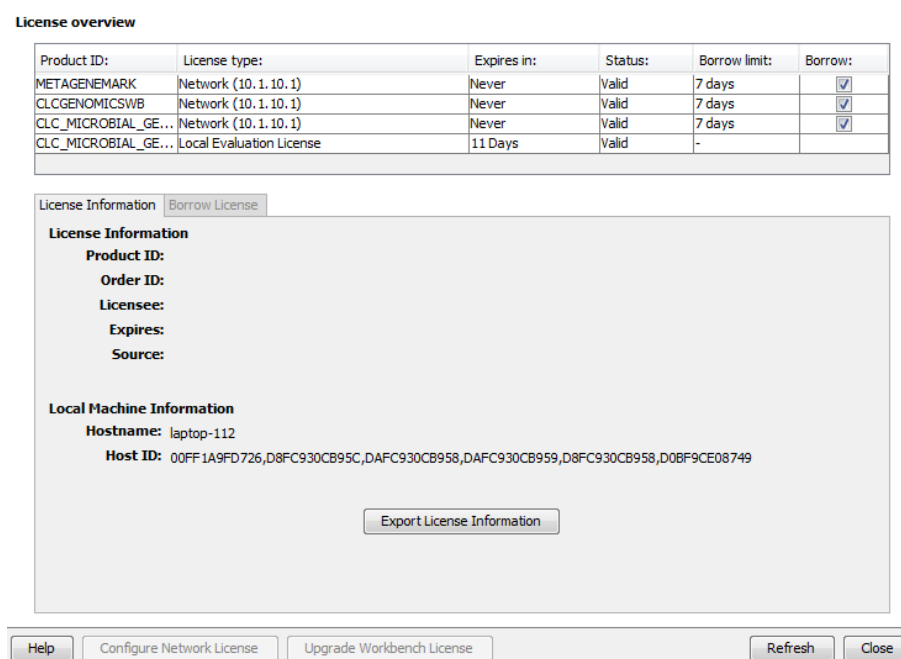 License overview
Product ID: License type: Expires in: Status: Borrow limit: Borrow:
METAGENEMARK Network (10.1.10.1) Never Valid 7 days
CLCGENOMICSWB Network (10.1.10.1) Never Valid 7 days
CLC_MICROBIAL_GE... Network (10.1.10.1) Never Valid 7 days
CLC_MICROBIAL_GE... Local Evaluation License 11 Days Valid -
License Information Borrow License
License Information
Product ID:
Order ID:
Licensee:
Expires:
Source:
Local Machine Information
Hostname: laptop-112
Host ID: 00FF1A9FD726,D8FC930CB95C,DAFC930CB958,DAFC930CB959,D8FC930CB958,D0BF9CE08749
Export License Information
Help Configure Network License Upgrade Workbench License Refresh Close